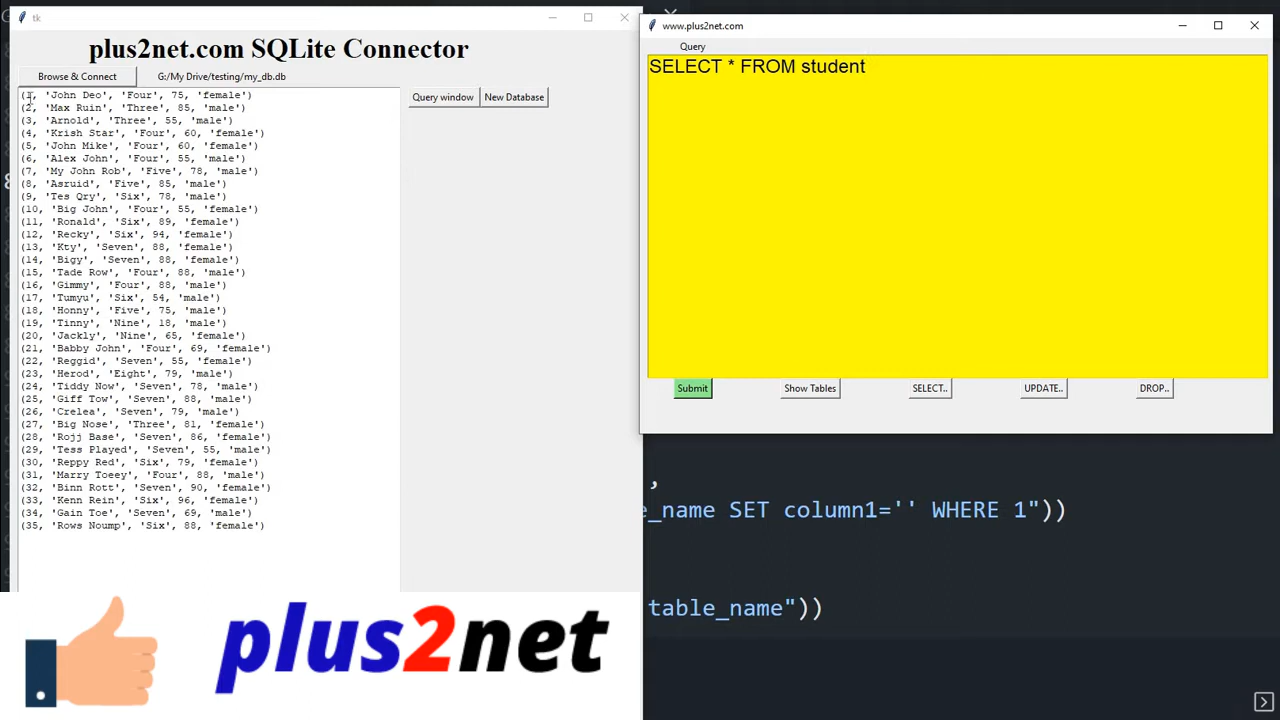 tk
plus2net.com SQLite Connector
Browse & Connect
G:/My Drive/testing/my_db.db
(1, 'John Deo', 'Four', 75, 'female')
(2, 'Max Ruin', 'Three', 85, 'male')
(3, 'Arnold', 'Three', 55, 'male')
(4, 'Krish Star', 'Four', 60, 'female')
(5, 'John Mike', 'Four', 60, 'female')
(6, 'Alex John', 'Four', 55, 'male')
(7, 'My John Rob', 'Five', 78, 'male')
(8, 'Asruid', 'Five', 85, 'male')
(9, 'Tes Qry', 'Six', 78, 'male')
(10, 'Big John', 'Four', 55, 'female')
(11, 'Ronald', 'Six', 89, 'female')
(12, 'Recky', 'Six', 94, 'female')
(13, 'Kty', 'Seven', 88, 'female')
(14, 'Bigy', 'Seven', 88, 'female')
(15, 'Tade Row', 'Four', 88, 'male')
(16, 'Gimmy', 'Four', 88, 'male')
(17, 'Tumyu', 'Six', 54, 'male')
(18, 'Honny', 'Five', 75, 'male')
(19, 'Tinny', 'Nine', 18, 'male')
(20, 'Jackly', 'Nine', 65, 'female')
(21, 'Babby John', 'Four', 69, 'female')
(22, 'Reggid', 'Seven', 55, 'female')
(23, 'Herod', 'Eight', 79, 'male')
(24, 'Tiddy Now', 'Seven', 78, 'male')
(25, 'Giff Tow', 'Seven', 88, 'male')
(26, 'Crelea', 'Seven', 79, 'male')
(27, 'Big Nose', 'Three', 81, 'female')
(28, 'Rojj Base', 'Seven', 86, 'female')
(29, 'Tess Played', 'Seven', 55, 'male')
(30, 'Reppy Red', 'Six', 79, 'female')
(31, 'Marry Toeey', 'Four', 88, 'male')
(32, 'Binn Rott', 'Seven', 90, 'female')
(33, 'Kenn Rein', 'Six', 96, 'female')
(34, 'Gain Toe', 'Seven', 69, 'male')
(35, 'Rows Noump', 'Six', 88, 'female')
Query window
New Database
plus2net
www.plus2net.com
Query
SELECT * FROM student
Submit
Show Tables
SELECT..
UPDATE..
DROP..
,
e_name SET column1='' WHERE 1"))
table_name"))